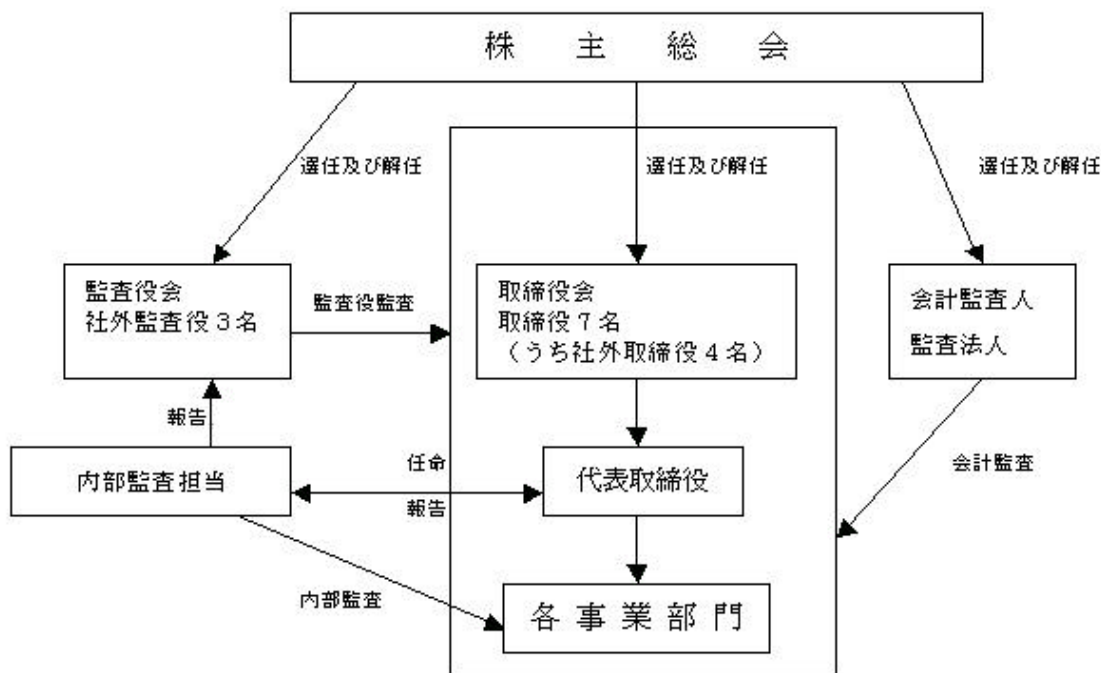 株主総会
選任及び解任
選任及び解任
選任及び解任
監査役会
社外監査役3名
監査役監査
取締役会
取締役7名
(うち社外取締役4名)
会計監査人
監査法人
報告
内部監査担当
任命
報告
代表取締役
会計監査
内部監査
各事業部門